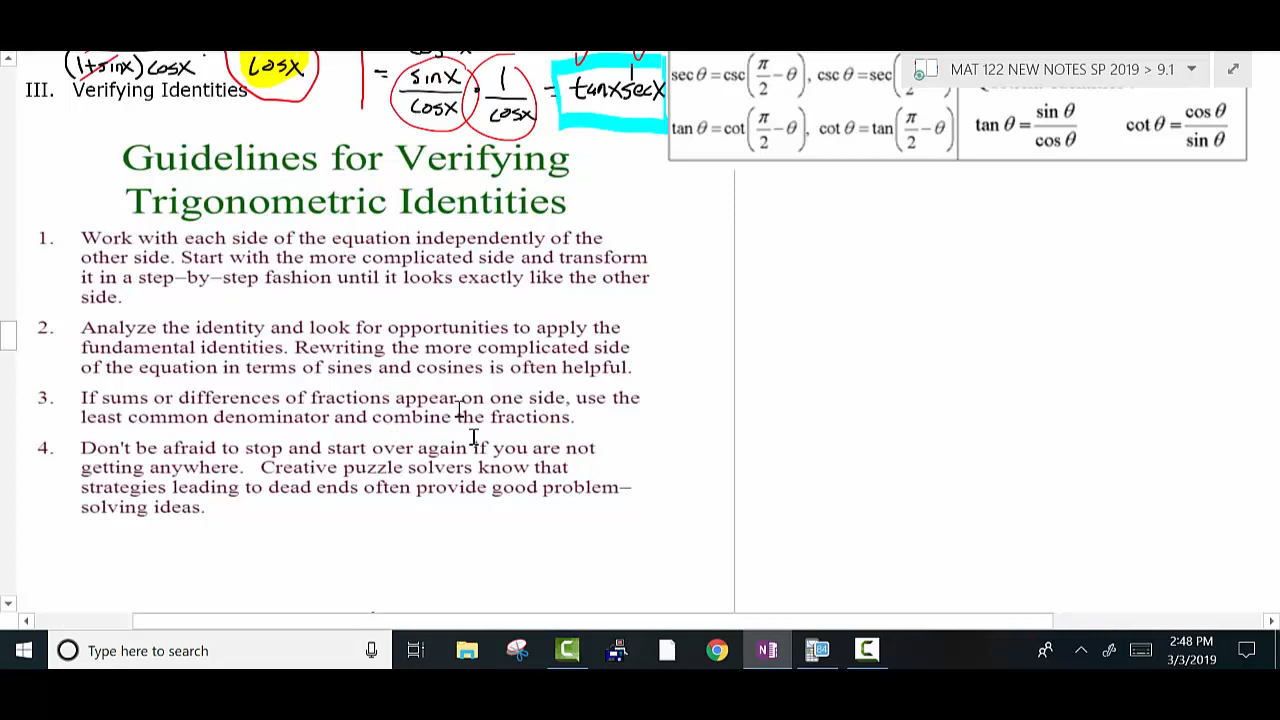 (1+sinx)cosx
cosx
= sinx/cosx · 1/cosx = tanxsecx
III. Verifying Identities
sec θ = csc(π/2 − θ), csc θ = sec
tan θ = cot(π/2 − θ), cot θ = tan(π/2 − θ)
tan θ = sin θ/cos θ cot θ = cos θ/sin θ
MAT 122 NEW NOTES SP 2019 > 9.1
Guidelines for Verifying
Trigonometric Identities
1. Work with each side of the equation independently of the
other side. Start with the more complicated side and transform
it in a step–by–step fashion until it looks exactly like the other
side.
2. Analyze the identity and look for opportunities to apply the
fundamental identities. Rewriting the more complicated side
of the equation in terms of sines and cosines is often helpful.
3. If sums or differences of fractions appear on one side, use the
least common denominator and combine the fractions.
4. Don't be afraid to stop and start over again if you are not
getting anywhere. Creative puzzle solvers know that
strategies leading to dead ends often provide good problem–
solving ideas.
Type here to search
84
2:48 PM
3/3/2019